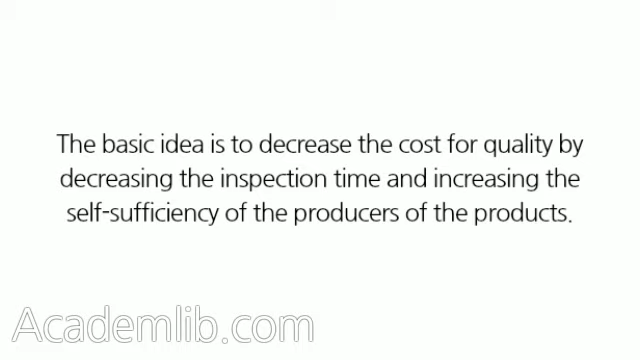 The basic idea is to decrease the cost for quality by
decreasing the inspection time and increasing the
self-sufficiency of the producers of the products.
Academlib.com